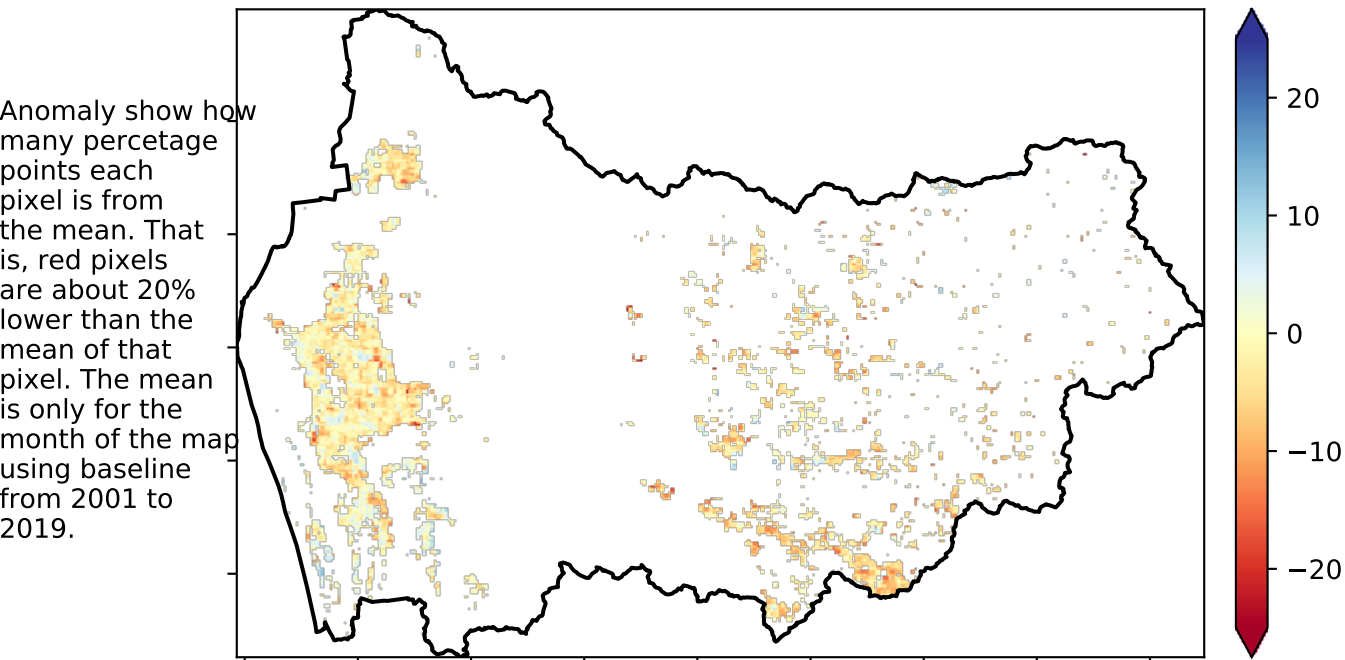 Anomaly show how
many percetage
points each
pixel is from
the mean. That
is, red pixels
are about 20%
lower than the
mean of that
pixel. The mean
is only for the
month of the map
using baseline
from 2001 to
2019.
20
10
0
−10
−20